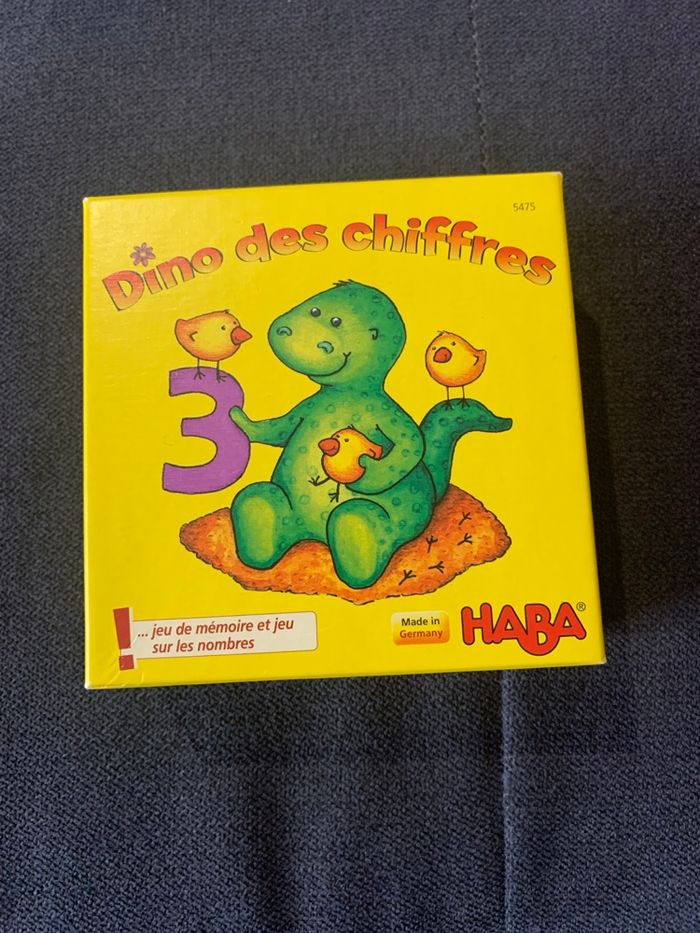 5475
Dino des chiffres
3
... jeu de mémoire et jeu
sur les nombres
Made in
Germany
HABA®